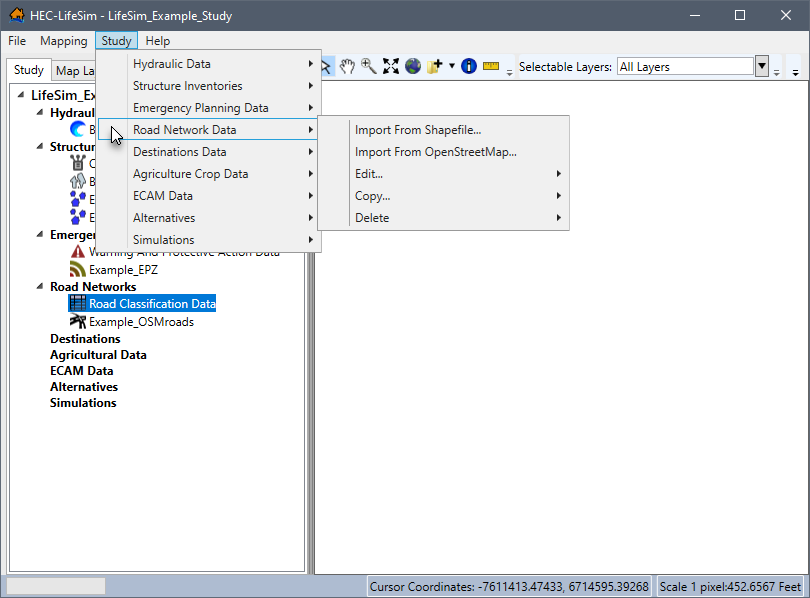 HEC-LifeSim - LifeSim_Example_Study
File Mapping Study Help
Study Map La
Selectable Layers: All Layers
Hydraulic Data
Structure Inventories
Emergency Planning Data
Road Network Data
Destinations Data
Agriculture Crop Data
ECAM Data
Alternatives
Simulations
Import From Shapefile...
Import From OpenStreetMap...
Edit...
Copy...
Delete
LifeSim_Ex
Hydraul
B
Structur
C
B
E
E
Emerger
Warning And Protective Action Data
Example_EPZ
Road Networks
Road Classification Data
Example_OSMroads
Destinations
Agricultural Data
ECAM Data
Alternatives
Simulations
Cursor Coordinates: -7611413.47433, 6714595.39268 Scale 1 pixel:452.6567 Feet